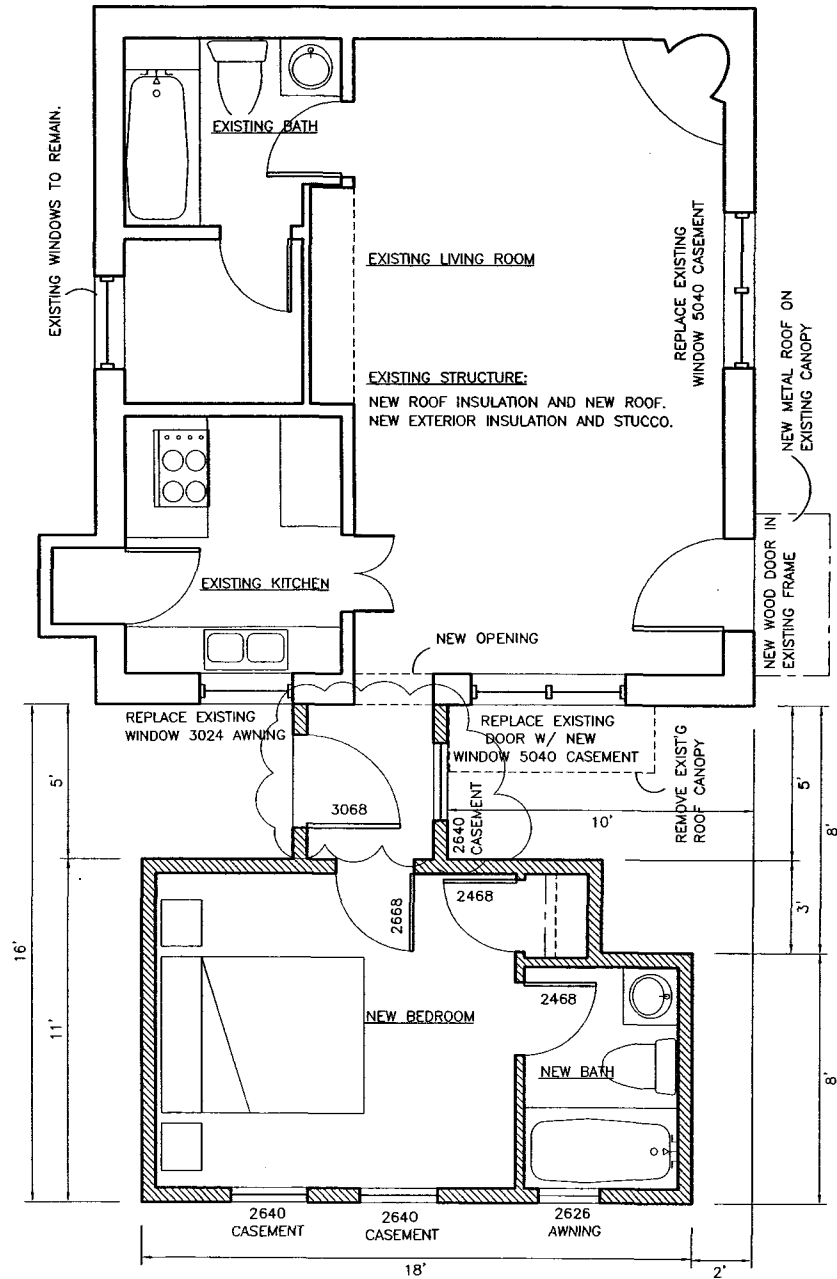 EXISTING WINDOWS TO REMAIN.
EXISTING BATH
EXISTING LIVING ROOM
REPLACE EXISTING
WINDOW 5040 CASEMENT
NEW METAL ROOF ON
EXISTING CANOPY
EXISTING STRUCTURE:
NEW ROOF INSULATION AND NEW ROOF.
NEW EXTERIOR INSULATION AND STUCCO.
EXISTING KITCHEN
NEW WOOD DOOR IN
EXISTING FRAME
NEW OPENING
REPLACE EXISTING
WINDOW 3024 AWNING
REPLACE EXISTING
DOOR W/ NEW
WINDOW 5040 CASEMENT
REMOVE EXIST'G
ROOF CANOPY
5'
5'
8'
3068
2640
CASEMENT
10'
2668
2468
3'
16'
11'
2468
NEW BEDROOM
NEW BATH
8'
2640
CASEMENT
2640
CASEMENT
2626
AWNING
18'
2'